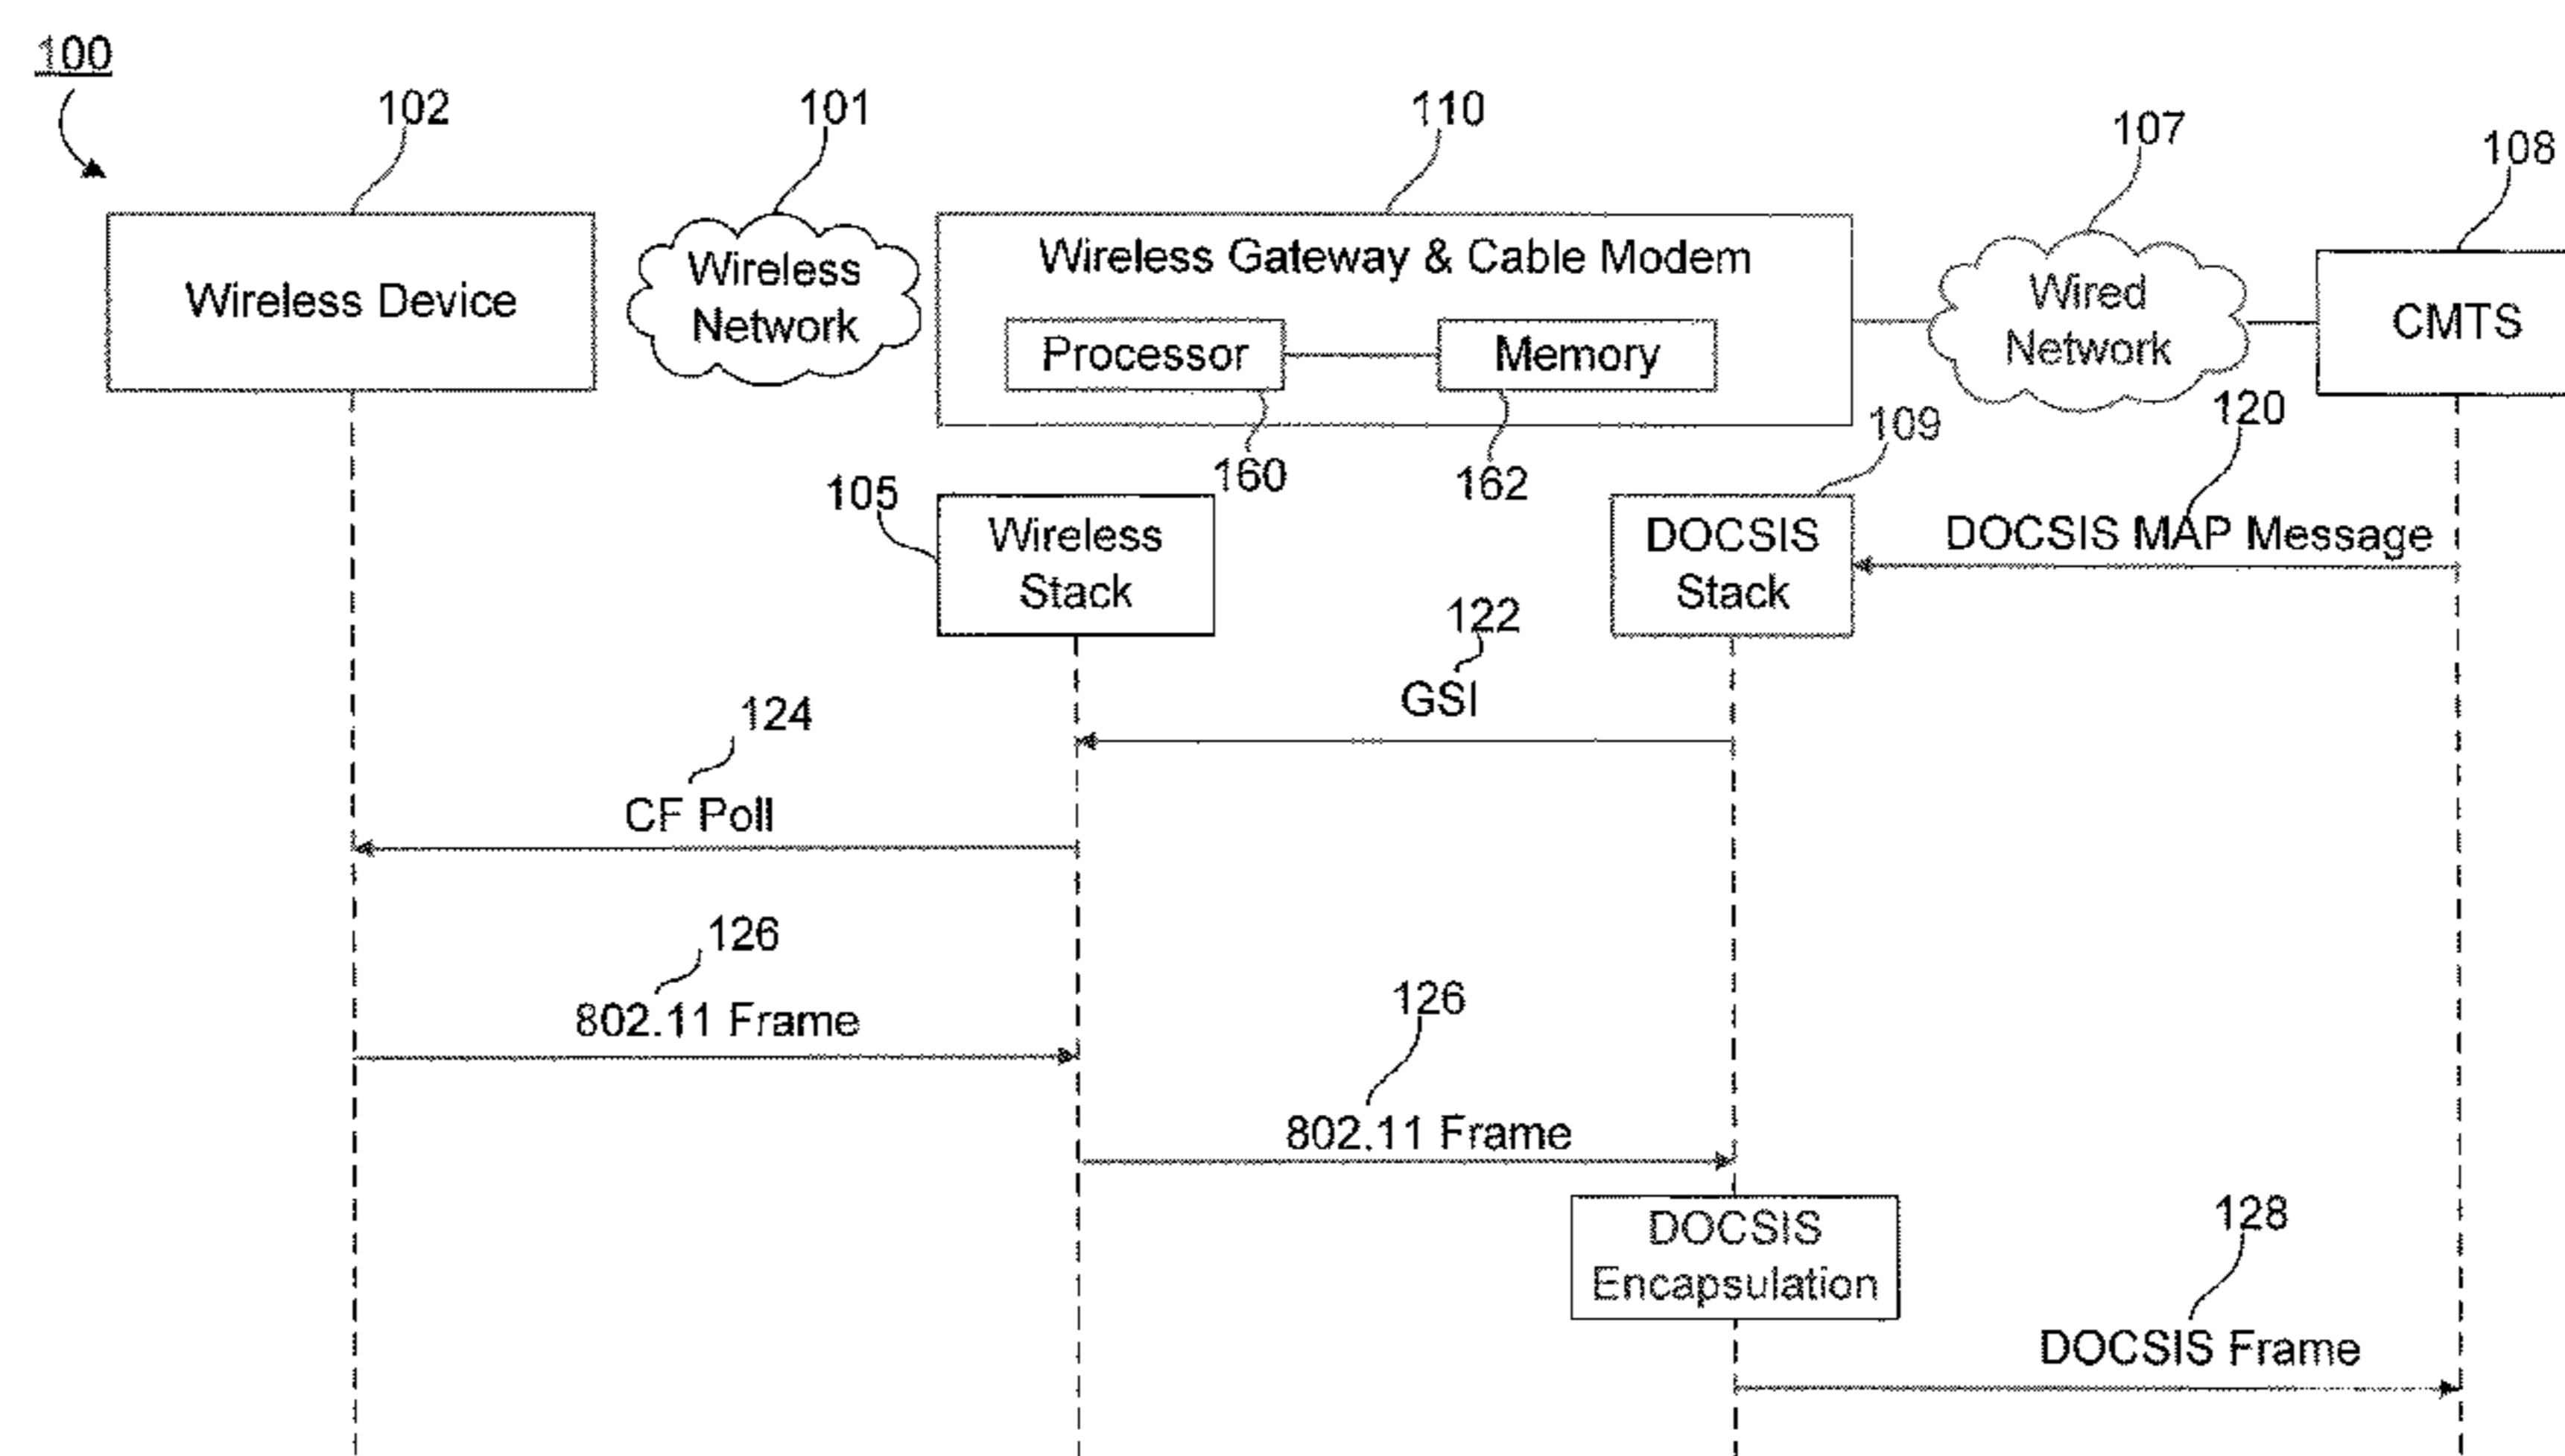 100
102
101
110
107
108
Wireless Device
Wireless
Network
Wireless Gateway & Cable Modem
Processor
Memory
Wired
Network
CMTS
160
162
109
120
105
Wireless
Stack
DOCSIS
Stack
DOCSIS MAP Message
122
GSI
124
CF Poll
126
802.11 Frame
126
802.11 Frame
DOCSIS
Encapsulation
128
DOCSIS Frame